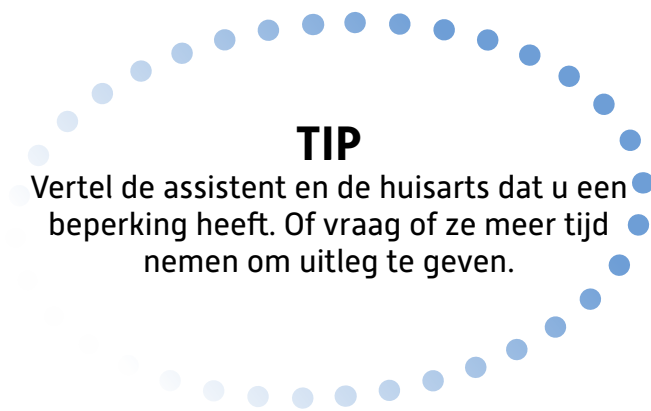 TIP
Vertel de assistent en de huisarts dat u een
beperking heeft. Of vraag of ze meer tijd
nemen om uitleg te geven.